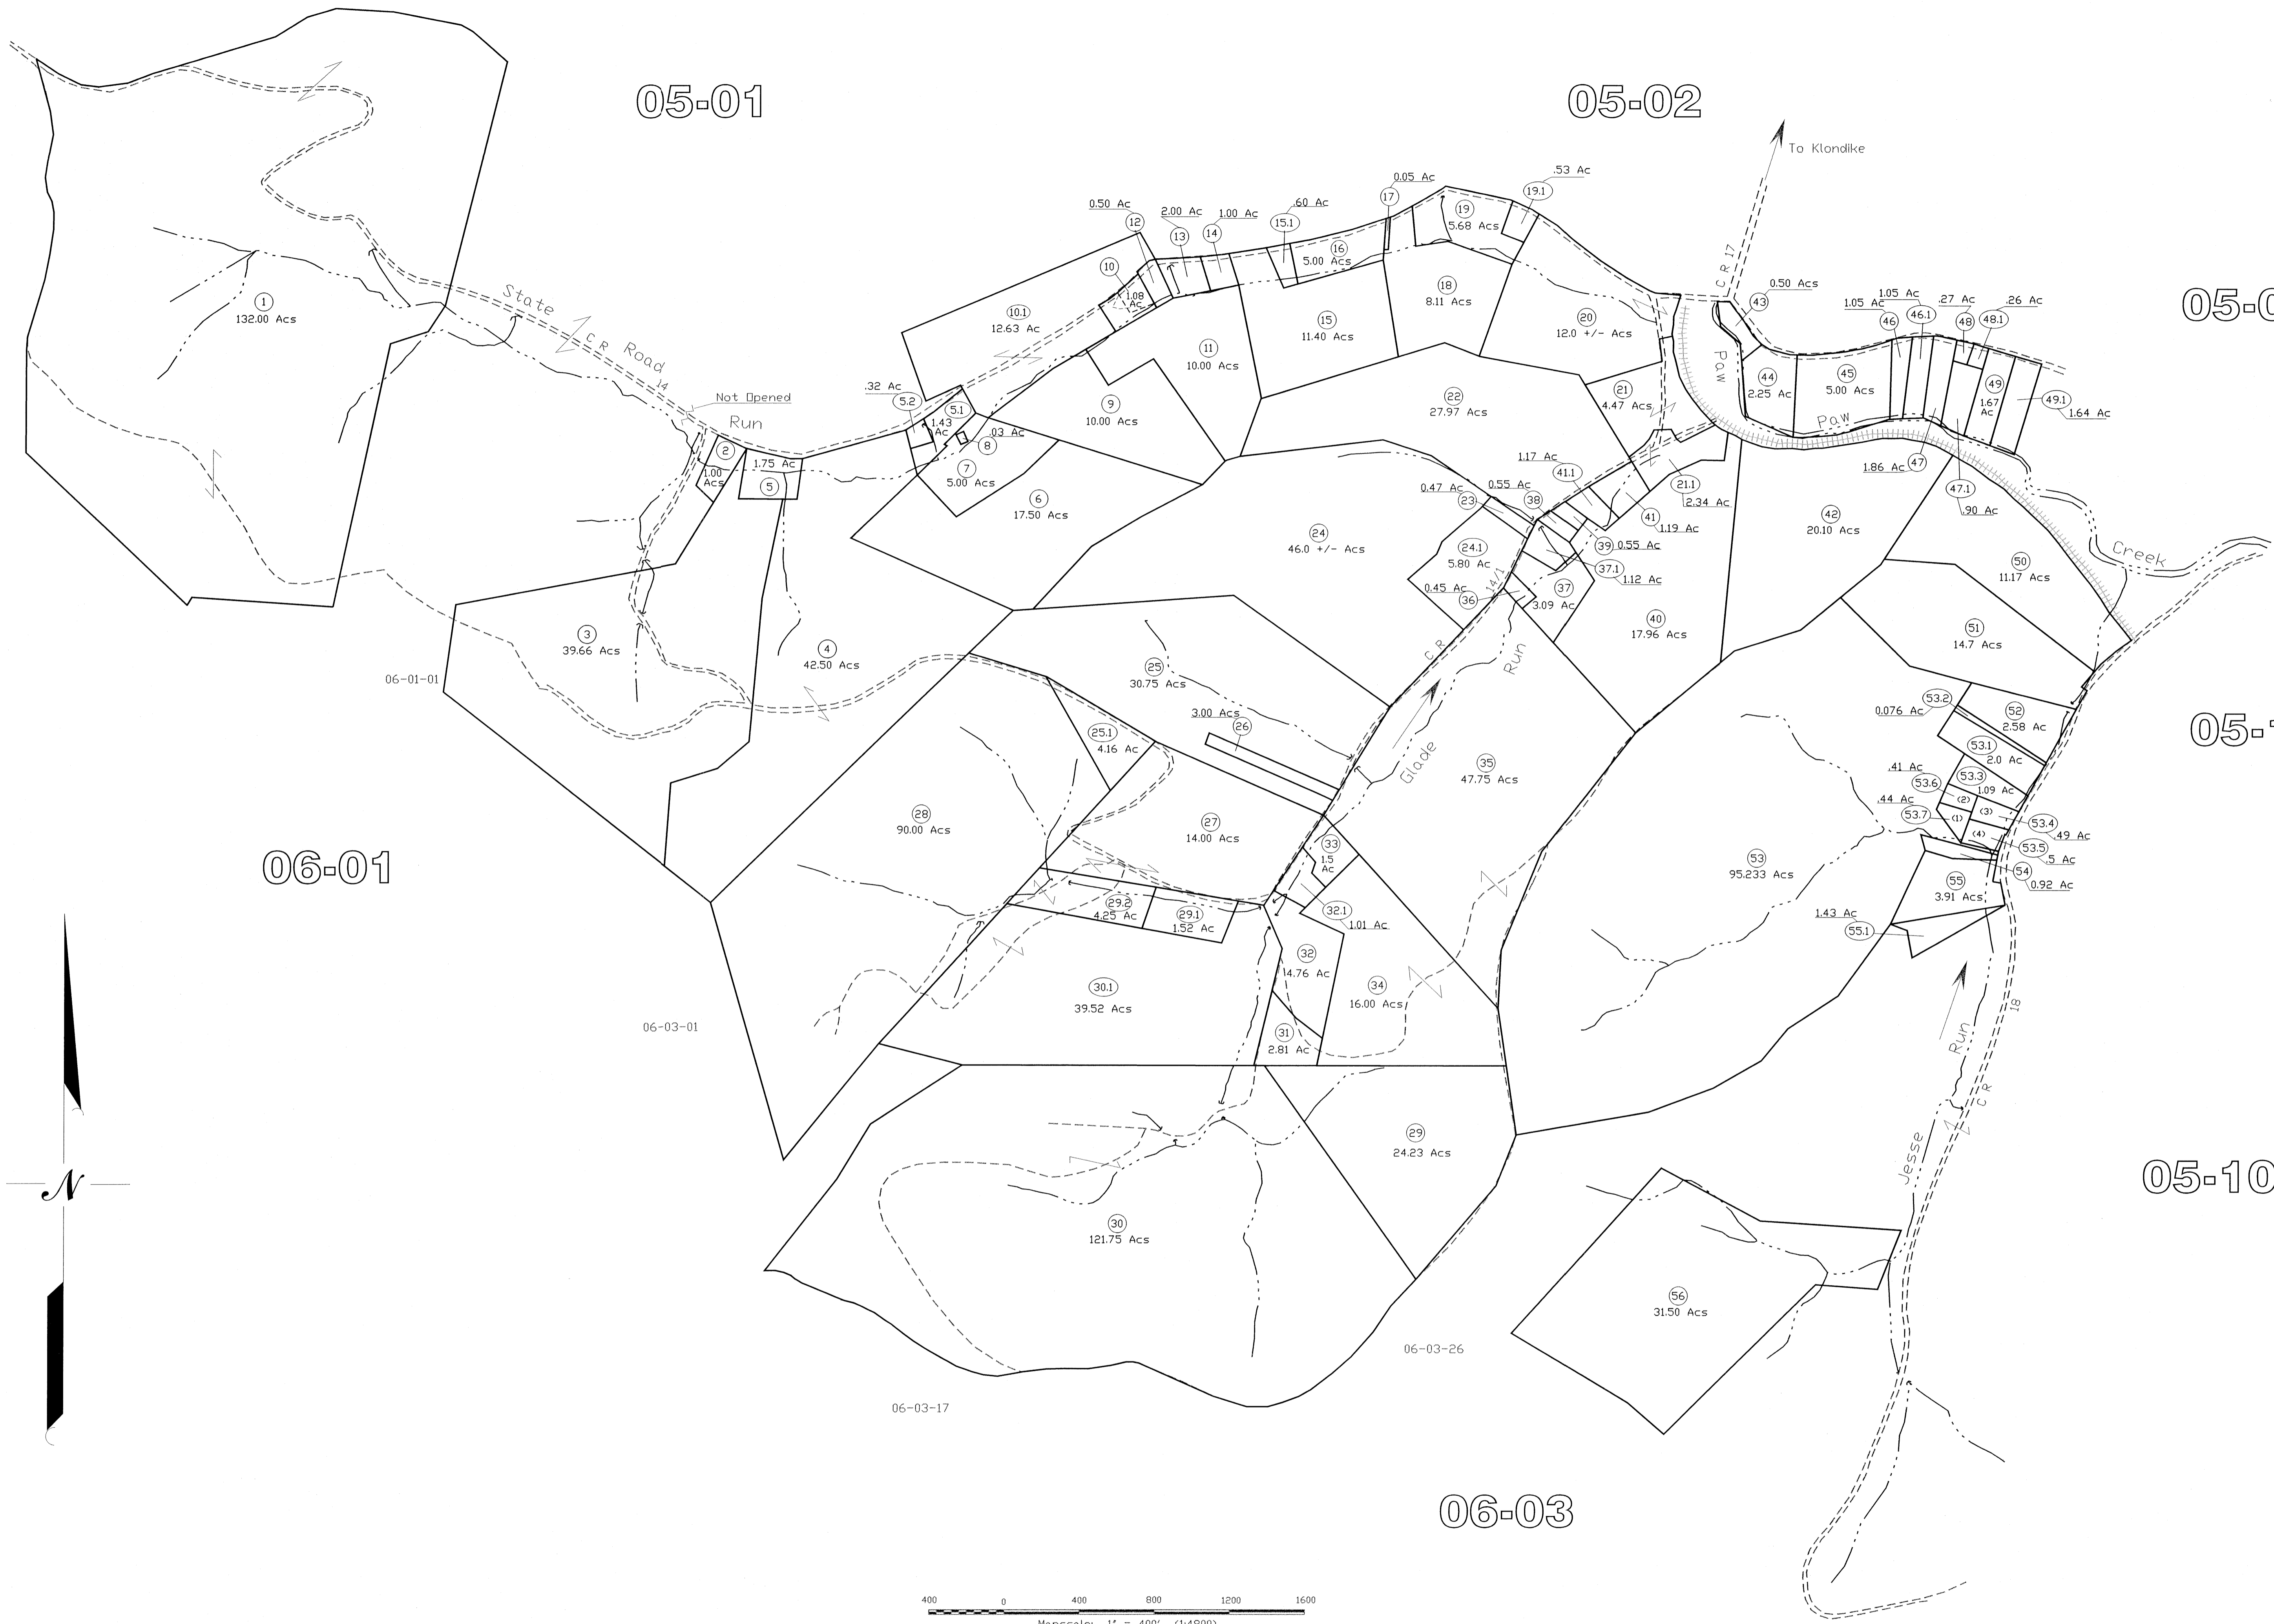 05-01
05-02
To Klondike
.53 Ac
0.05 Ac
19.1
17
.60 Ac
0.50 Ac
2.00 Ac
1.00 Ac
15.1
12
13
14
19
5.68 Acs
16
5.00 Acs
10
1.08
Ac
18
8.11 Acs
C R 17
0.50 Acs
43
1
132.00 Acs
State Road
C R 14
10.1
12.63 Ac
15
11.40 Acs
20
12.0 +/- Acs
1.05 Ac
1.05 Ac
.27 Ac
.26 Ac
46
46.1
48
48.1
11
10.00 Acs
Paw
44
2.25 Ac
45
5.00 Acs
49
1.67
Ac
49.1
1.64 Ac
Not Opened
Run
.32 Ac
5.2
5.1
1.43
Ac
.03 Ac
8
9
10.00 Acs
22
27.97 Acs
21
4.47 Acs
Paw
2
1.00
Acs
1.75 Ac
5
7
5.00 Acs
6
17.50 Acs
1.17 Ac
41.1
0.55 Ac
38
0.47 Ac
23
21.1
2.34 Ac
41
1.19 Ac
1.86 Ac
47
47.1
.90 Ac
42
20.10 Acs
24
46.0 +/- Acs
24.1
5.80 Ac
39
0.55 Ac
37.1
1.12 Ac
Creek
50
11.17 Acs
0.45 Ac
36
37
3.09 Ac
14/1
C R
40
17.96 Acs
3
39.66 Acs
4
42.50 Acs
51
14.7 Acs
06-01-01
25
30.75 Acs
Run
Glade
3.00 Acs
26
25.1
4.16 Ac
53.2
0.076 Ac
52
2.58 Ac
53.1
2.0 Ac
35
47.75 Acs
.41 Ac
53.6
53.3
1.09 Ac
.44 Ac
53.7
(2)
(3)
(1)
(4)
53.4
.49 Ac
53.5
.5 Ac
28
90.00 Acs
27
14.00 Acs
33
1.5
Ac
53
95.233 Acs
54
0.92 Ac
55
3.91 Acs
06-01
29.2
4.25 Ac
29.1
1.52 Ac
32.1
1.01 Ac
1.43 Ac
55.1
32
4.76 Ac
30.1
39.52 Acs
34
16.00 Acs
06-03-01
31
2.81 Ac
Run
18
C R
Jesse
29
24.23 Acs
05-10
N
30
121.75 Acs
56
31.50 Acs
06-03-26
06-03-17
06-03
400 0 400 800 1200 1600